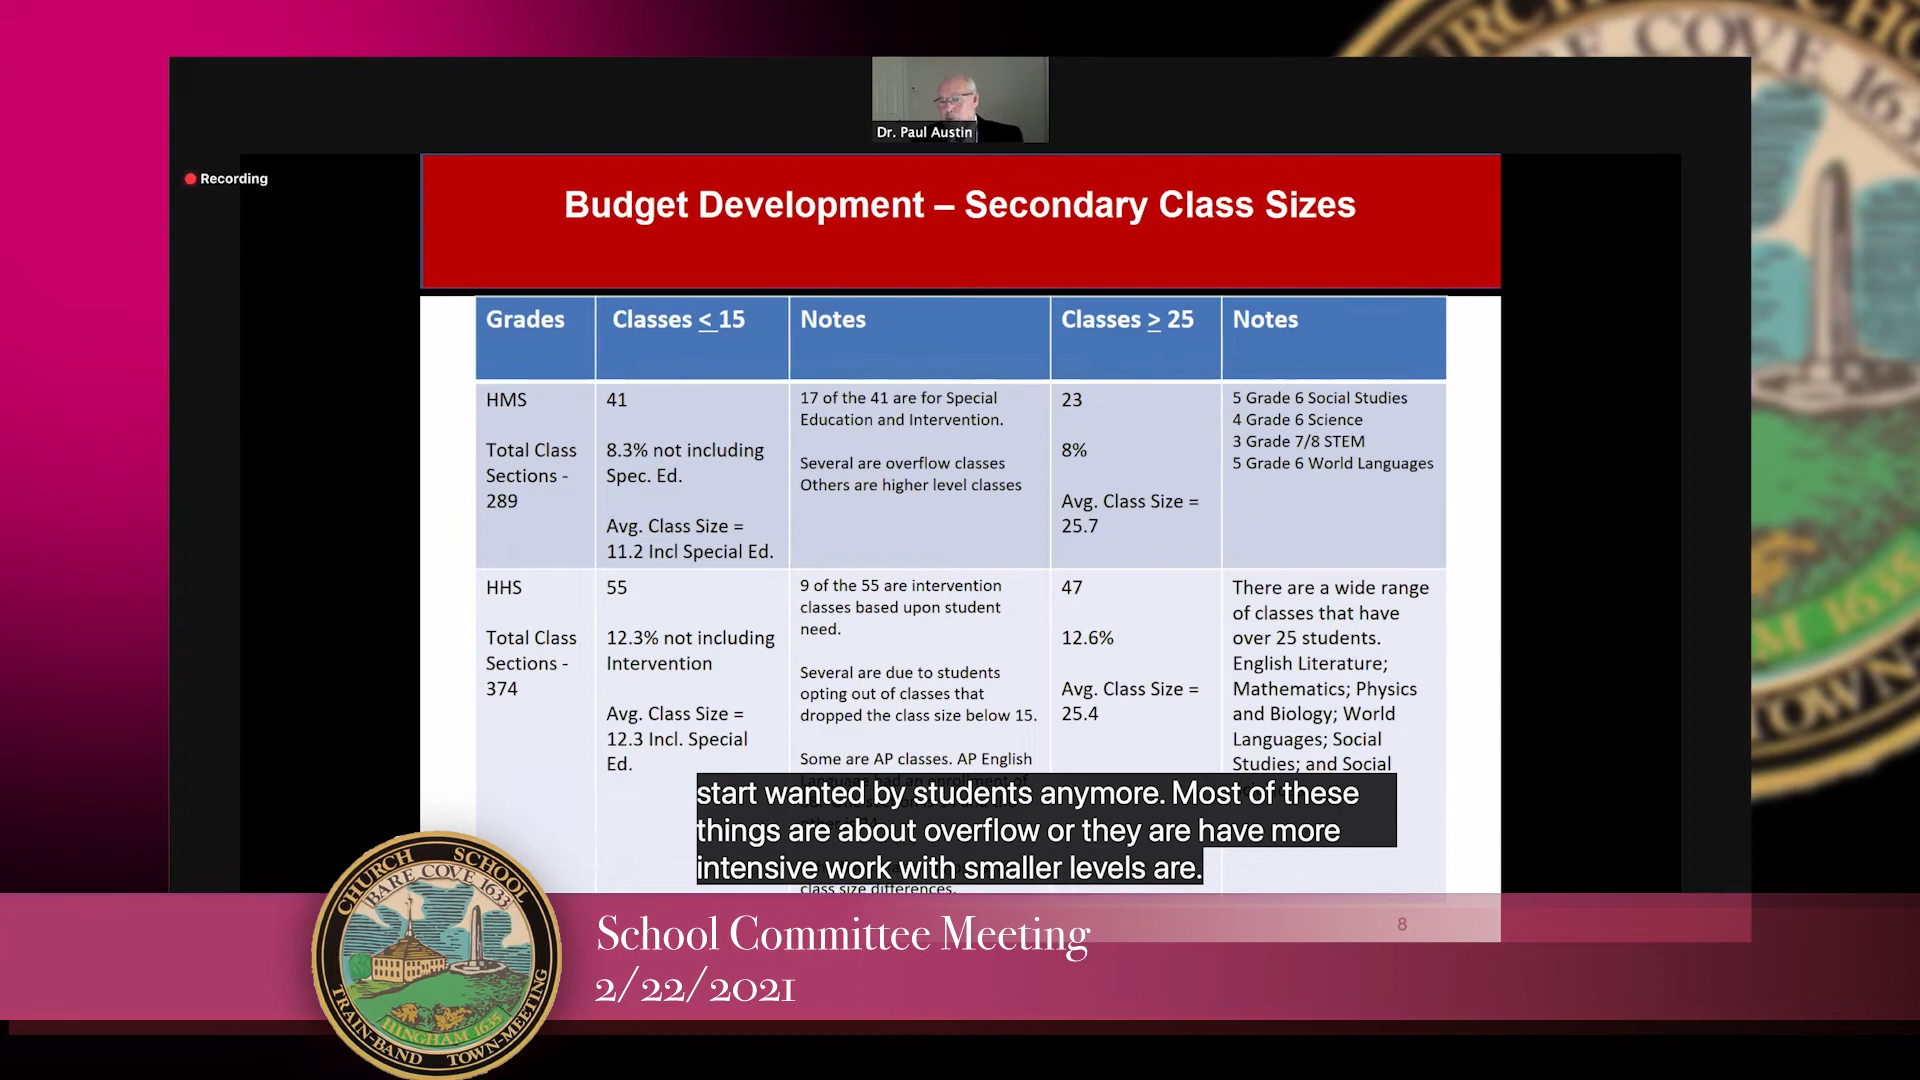 Dr. Paul Austin
Recording
Budget Development – Secondary Class Sizes
Grades
Classes < 15
Notes
Classes > 25
Notes
HMS
Total Class
Sections -
289
41
8.3% not including
Spec. Ed.
Avg. Class Size =
11.2 Incl Special Ed.
17 of the 41 are for Special
Education and Intervention.
Several are overflow classes
Others are higher level classes
23
8%
Avg. Class Size =
25.7
5 Grade 6 Social Studies
4 Grade 6 Science
3 Grade 7/8 STEM
5 Grade 6 World Languages
HHS
Total Class
Sections -
374
55
12.3% not including
Intervention
Avg. Class Size =
12.3 Incl. Special
Ed.
9 of the 55 are intervention
classes based upon student
need.
Several are due to students
opting out of classes that
dropped the class size below 15.
Some are AP classes. AP English
Language had an enrollment of
class size differences.
47
12.6%
Avg. Class Size =
25.4
There are a wide range
of classes that have
over 25 students.
English Literature;
Mathematics; Physics
and Biology; World
Languages; Social
Studies; and Social
start wanted by students anymore. Most of these
things are about overflow or they are have more
intensive work with smaller levels are.
8
School Committee Meeting
2/22/2021
CHURCH SCHOOL
BARE COVE 1633
HINGHAM 1635
TRAIN-BAND TOWN-MEETING